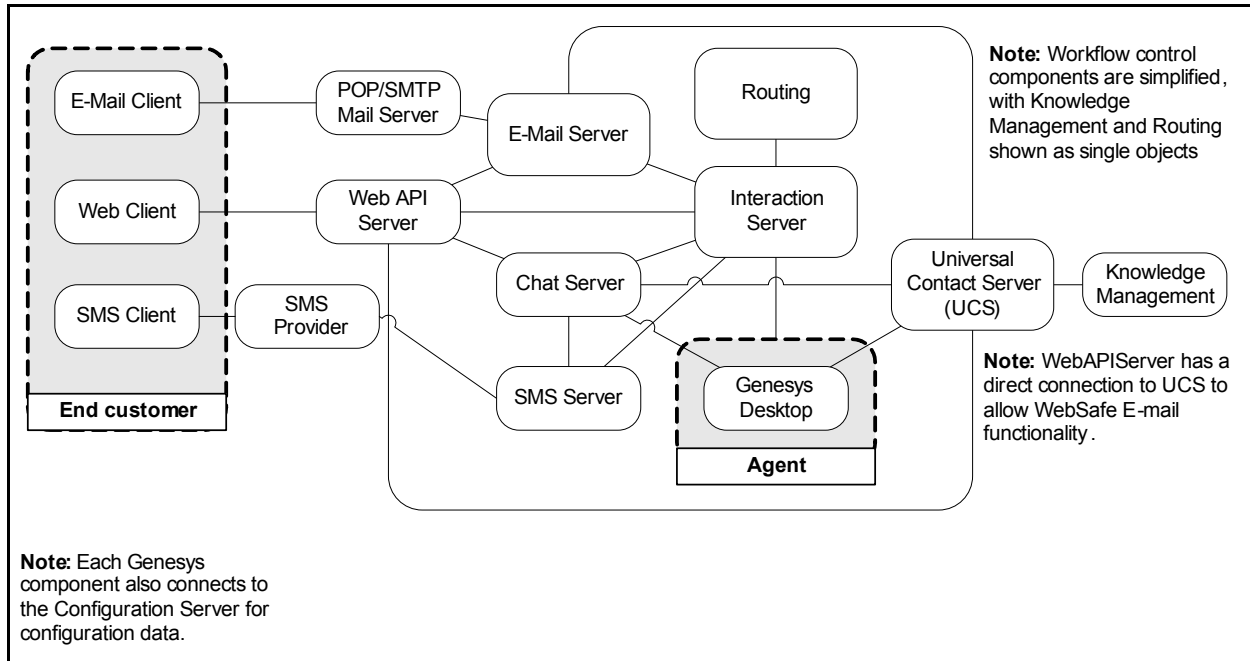 E-Mail Client
POP/SMTP
Mail Server
E-Mail Server
Routing
Note: Workflow control
components are simplified,
with Knowledge
Management and Routing
shown as single objects
Web Client
Web API
Server
Interaction
Server
SMS Client
SMS
Provider
Chat Server
Universal
Contact Server
(UCS)
Knowledge
Management
SMS Server
Genesys
Desktop
Note: WebAPIServer has a
direct connection to UCS to
allow WebSafe E-mail
functionality.
End customer
Agent
Note: Each Genesys
component also connects to
the Configuration Server for
configuration data.